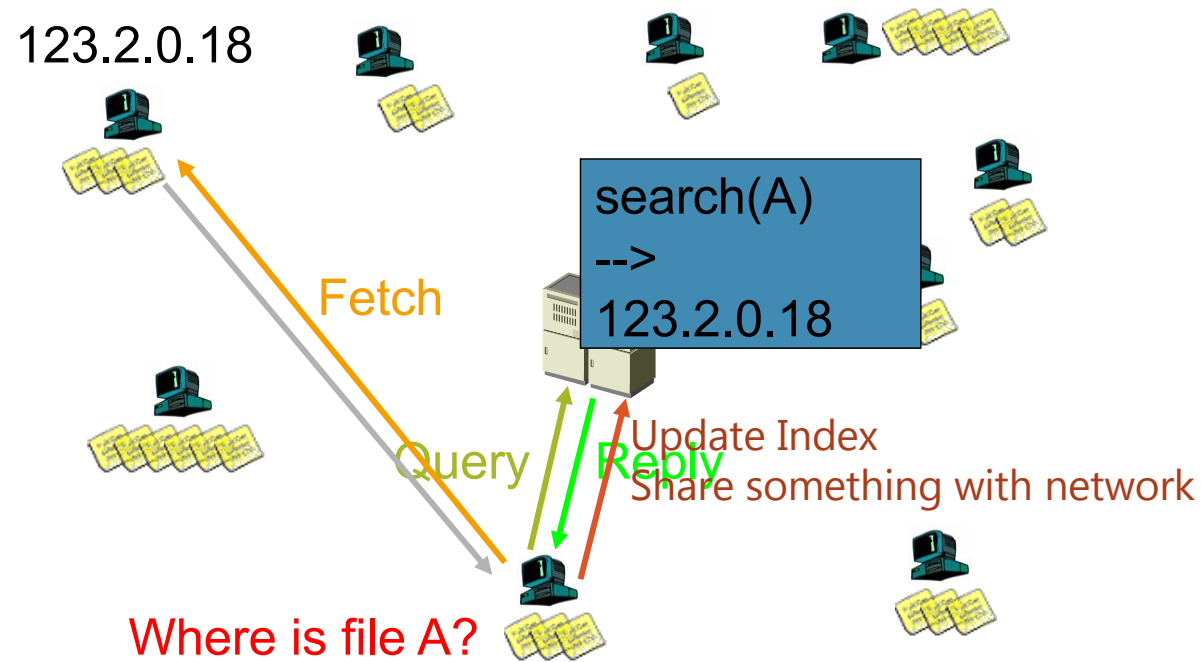 123.2.0.18
search(A)
-->
123.2.0.18
Fetch
Query
Reply
Update Index
Share something with network
Where is file A?